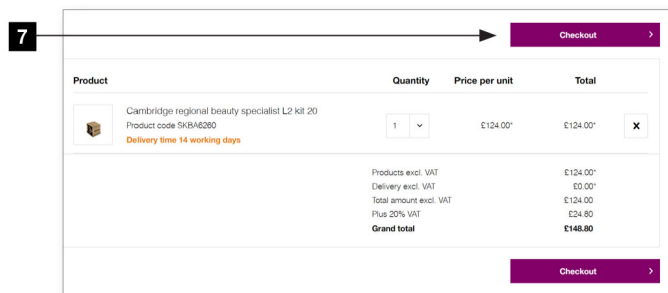 7
Checkout
Product Quantity Price per unit Total
Cambridge regional beauty specialist L2 kit 20
Product code SKBA6260
Delivery time 14 working days
1 £124.00* £124.00* X
Products excl. VAT £124.00*
Delivery excl. VAT £0.00*
Total amount excl. VAT £124.00
Plus 20% VAT £24.80
Grand total £148.80
Checkout